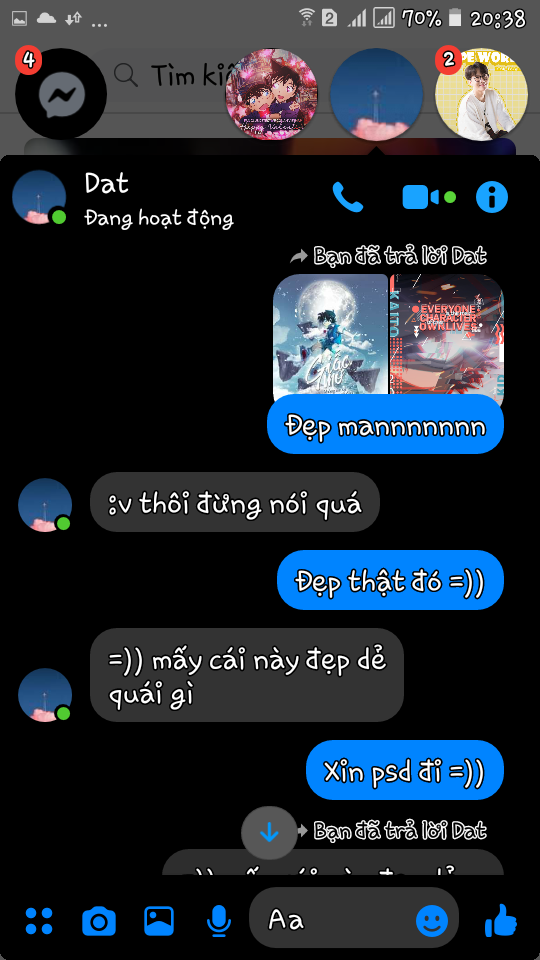 2
...
70%
20:38
4
2
Tìm kiế
Dat
Đang hoạt động
Bạn đã trả lời Dat
Giấc
KAITO
EVERYONE
CHARACTER
OWNLIVES
Đẹp mannnnnnn
:v thôi đừng nói quá
Đẹp thật đó =))
=)) mấy cái này đẹp dẻ
quái gì
Xin psd đi =))
Bạn đã trả lời Dat
Aa